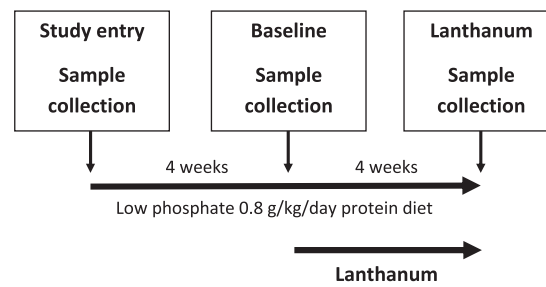 Study entry
Sample
collection
Baseline
Sample
collection
Lanthanum
Sample
collection
4 weeks
4 weeks
Low phosphate 0.8 g/kg/day protein diet
Lanthanum